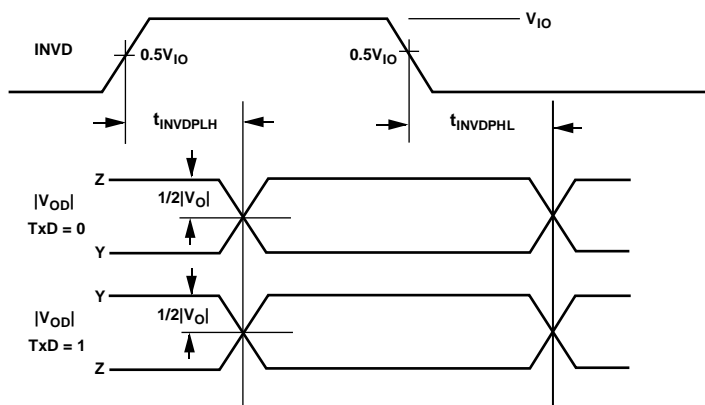 V_IO
INVD
0.5V_IO
0.5V_IO
t_INVDPLH
t_INVDPHL
Z
|V_OD|
1/2|V_O|
TxD = 0
Y
Y
|V_OD|
1/2|V_O|
TxD = 1
Z